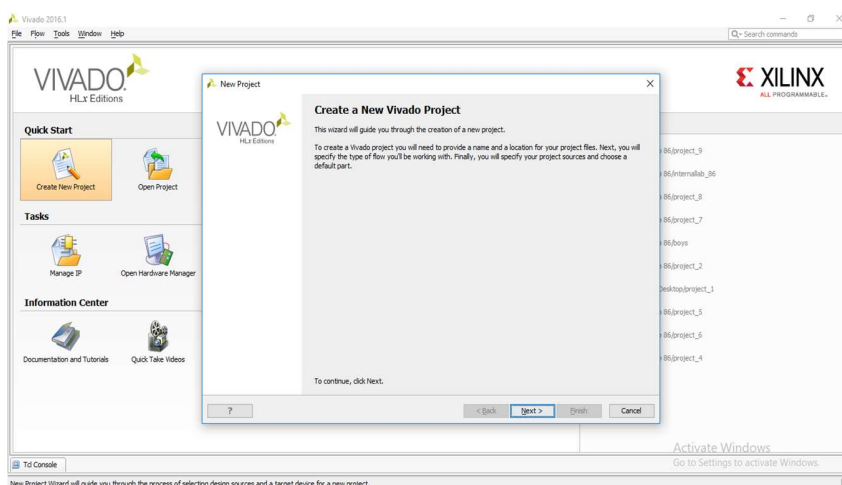 Vivado 2016.1
File Flow Tools Window Help
Search commands
VIVADO.
HLx Editions
XILINX
ALL PROGRAMMABLE.
Quick Start
Create New Project
Open Project
Tasks
Manage IP
Open Hardware Manager
Information Center
Documentation and Tutorials
Quick Take Videos
New Project
VIVADO.
HLx Editions
Create a New Vivado Project
This wizard will guide you through the creation of a new project.
To create a Vivado project you will need to provide a name and a location for your project files. Next, you will
specify the type of flow you'll be working with. Finally, you will specify your project sources and choose a
default part.
To continue, click Next.
?
< Back
Next >
Finish
Cancel
86/project_9
86/internallab_86
86/project_8
86/project_7
86/boys
86/project_2
Desktop/project_1
86/project_5
86/project_6
86/project_4
Activate Windows
Go to Settings to activate Windows.
Tcl Console
New Project Wizard will guide you through the process of selecting design sources and a target device for a new project